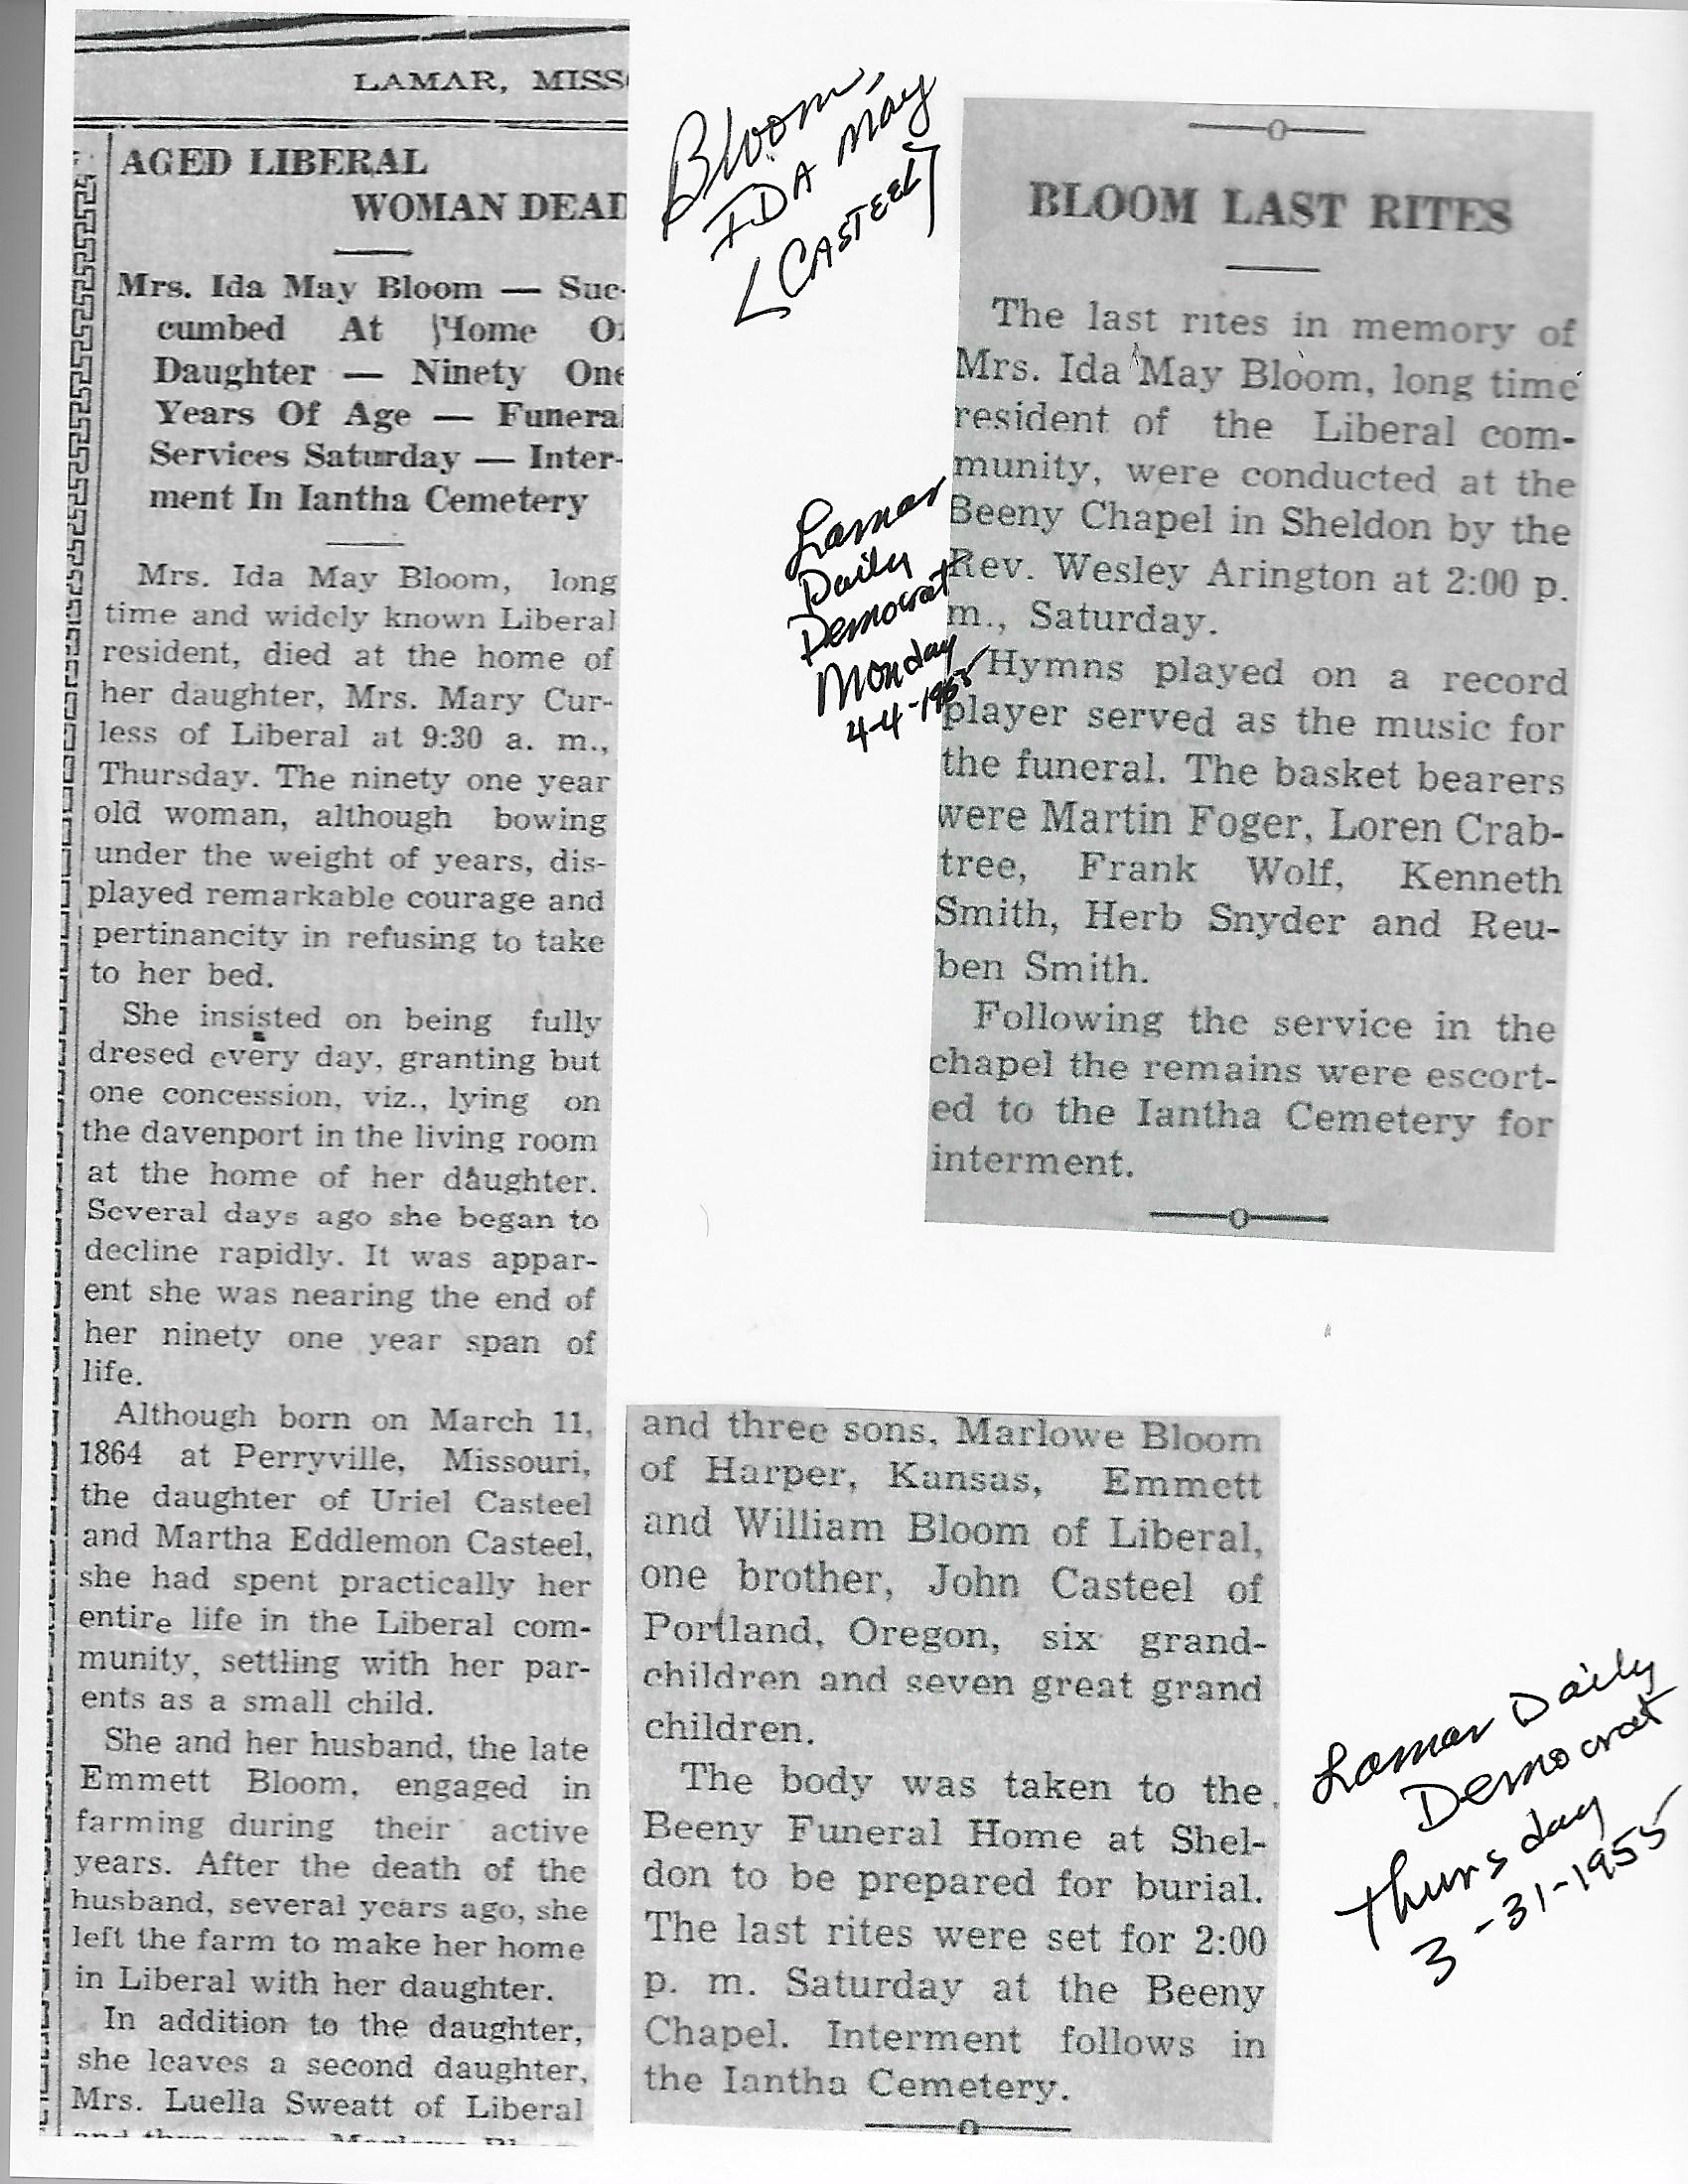 LAMAR, MISS
AGED LIBERAL
WOMAN DEAD
Mrs. Ida May Bloom — Suc-
cumbed At Home Of
Daughter — Ninety One
Years Of Age — Funeral
Services Saturday — Inter-
ment In Iantha Cemetery
Mrs. Ida May Bloom, long
time and widely known Liberal
resident, died at the home of
her daughter, Mrs. Mary Cur-
less of Liberal at 9:30 a. m.,
Thursday. The ninety one year
old woman, although bowing
under the weight of years, dis-
played remarkable courage and
pertinancity in refusing to take
to her bed.
She insisted on being fully
dresed every day, granting but
one concession, viz., lying on
the davenport in the living room
at the home of her daughter.
Several days ago she began to
decline rapidly. It was appar-
ent she was nearing the end of
her ninety one year span of
life.
Although born on March 11,
1864 at Perryville, Missouri,
the daughter of Uriel Casteel
and Martha Eddlemon Casteel,
she had spent practically her
entire life in the Liberal com-
munity, settling with her par-
ents as a small child.
She and her husband, the late
Emmett Bloom, engaged in
farming during their active
years. After the death of the
husband, several years ago, she
left the farm to make her home
in Liberal with her daughter.
In addition to the daughter,
she leaves a second daughter,
Mrs. Luella Sweatt of Liberal
and three sons, Marlowe Bloom
and three sons, Marlowe Bloom
of Harper, Kansas, Emmett
and William Bloom of Liberal,
one brother, John Casteel of
Portland, Oregon, six grand-
children and seven great grand
children.
The body was taken to the
Beeny Funeral Home at Shel-
don to be prepared for burial.
The last rites were set for 2:00
p. m. Saturday at the Beeny
Chapel. Interment follows in
the Iantha Cemetery.
Lamar Daily
Democrat
Thursday
3-31-1955
Bloom,
IDA May
(CASTEEL)
BLOOM LAST RITES
The last rites in memory of
Mrs. Ida May Bloom, long time
resident of the Liberal com-
munity, were conducted at the
Beeny Chapel in Sheldon by the
Rev. Wesley Arington at 2:00 p.
m., Saturday.
Hymns played on a record
player served as the music for
the funeral. The basket bearers
were Martin Foger, Loren Crab-
tree, Frank Wolf, Kenneth
Smith, Herb Snyder and Reu-
ben Smith.
Following the service in the
chapel the remains were escort-
ed to the Iantha Cemetery for
interment.
Lamar
Daily
Democrat
Monday
4-4-1955